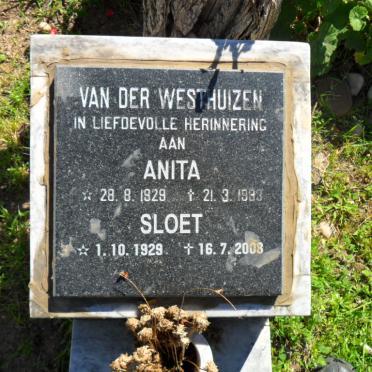 VAN DER WESTHUIZEN
IN LIEFDEVOLLE HERINNERING
AAN
ANITA
☆ 28. 8. 1929 ✝ 21. 3. 1993
SLOET
☆ 1. 10. 1929 ✝ 16. 7. 2003